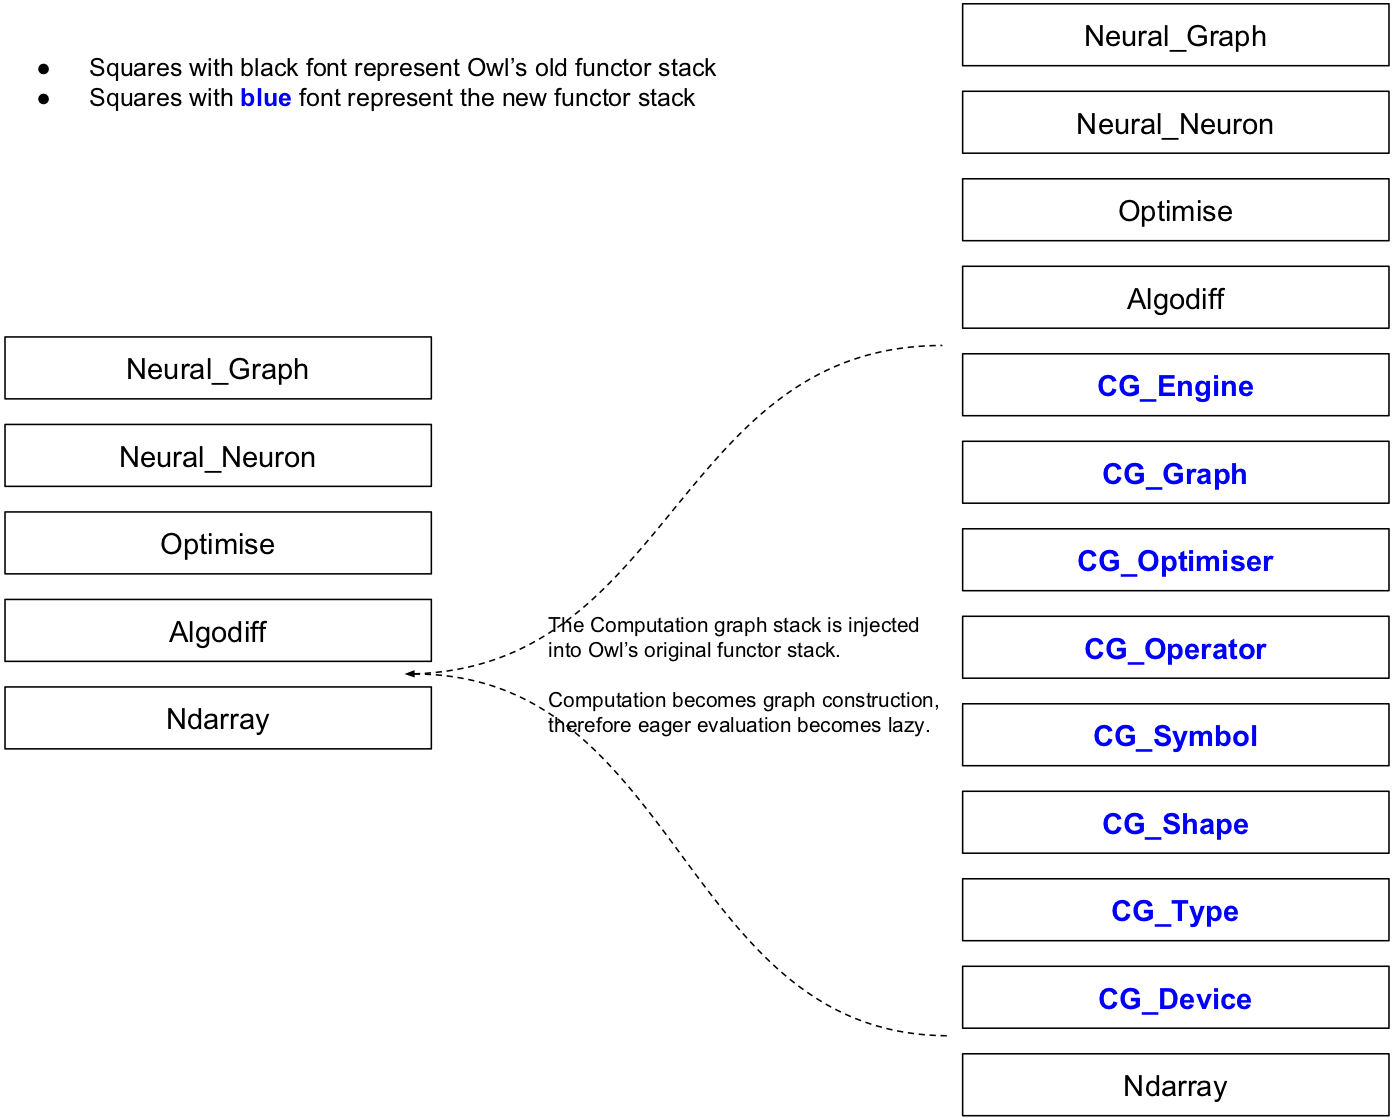 ● Squares with black font represent Owl's old functor stack
● Squares with blue font represent the new functor stack
Neural_Graph
Neural_Neuron
Optimise
Algodiff
Ndarray
The Computation graph stack is injected
into Owl's original functor stack.
Computation becomes graph construction,
therefore eager evaluation becomes lazy.
Neural_Graph
Neural_Neuron
Optimise
Algodiff
CG_Engine
CG_Graph
CG_Optimiser
CG_Operator
CG_Symbol
CG_Shape
CG_Type
CG_Device
Ndarray